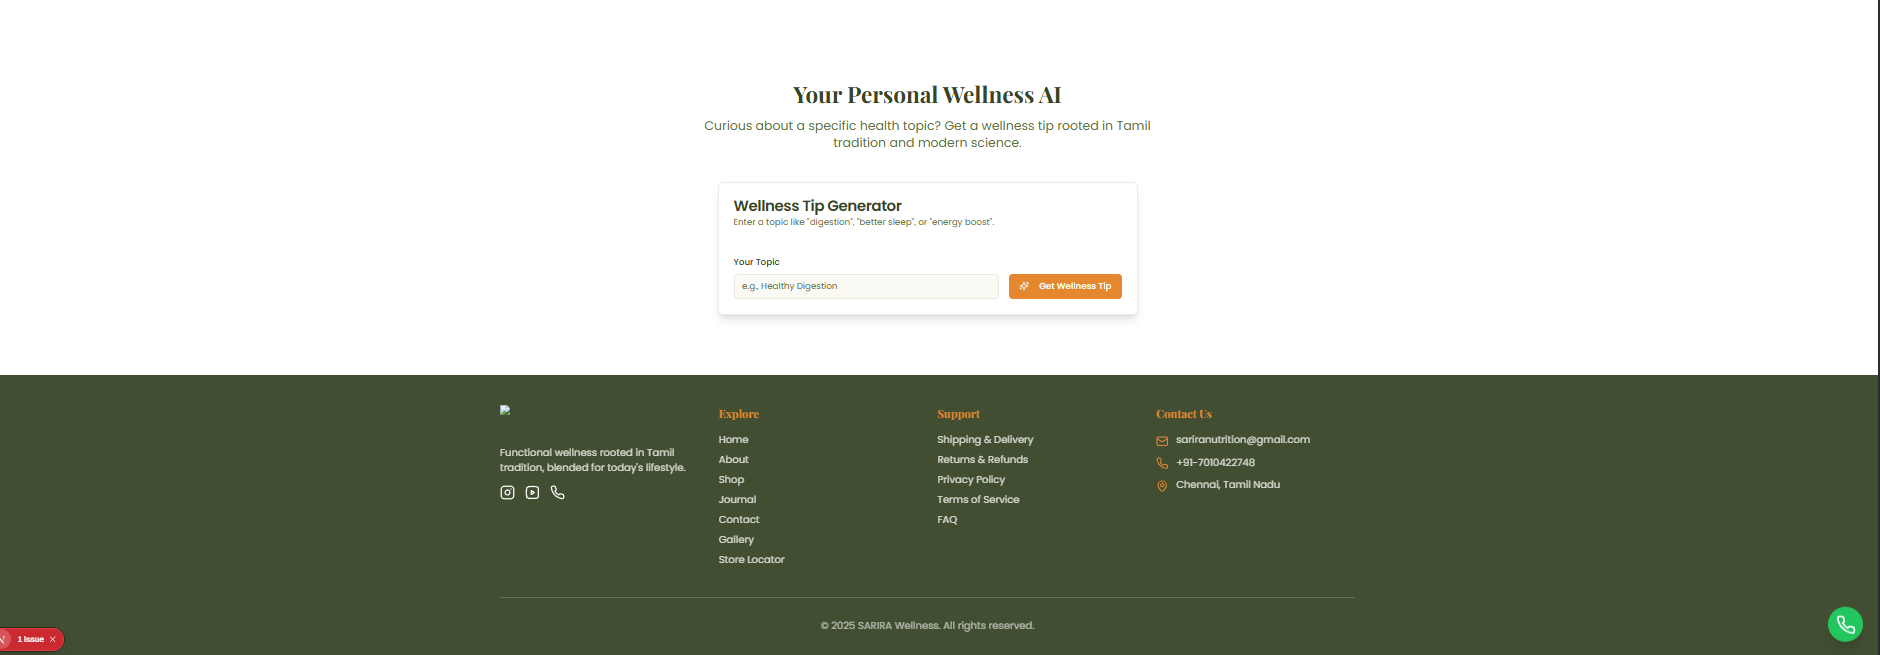 Your Personal Wellness AI
Curious about a specific health topic? Get a wellness tip rooted in Tamil
tradition and modern science.
Wellness Tip Generator
Enter a topic like "digestion", "better sleep", or "energy boost".
Your Topic
e.g., Healthy Digestion
Get Wellness Tip
Functional wellness rooted in Tamil
tradition, blended for today's lifestyle.
Explore
Home
About
Shop
Journal
Contact
Gallery
Store Locator
Support
Shipping & Delivery
Returns & Refunds
Privacy Policy
Terms of Service
FAQ
Contact Us
sariranutrition@gmail.com
+91-7010422748
Chennai, Tamil Nadu
© 2025 SARIRA Wellness. All rights reserved.
1 Issue